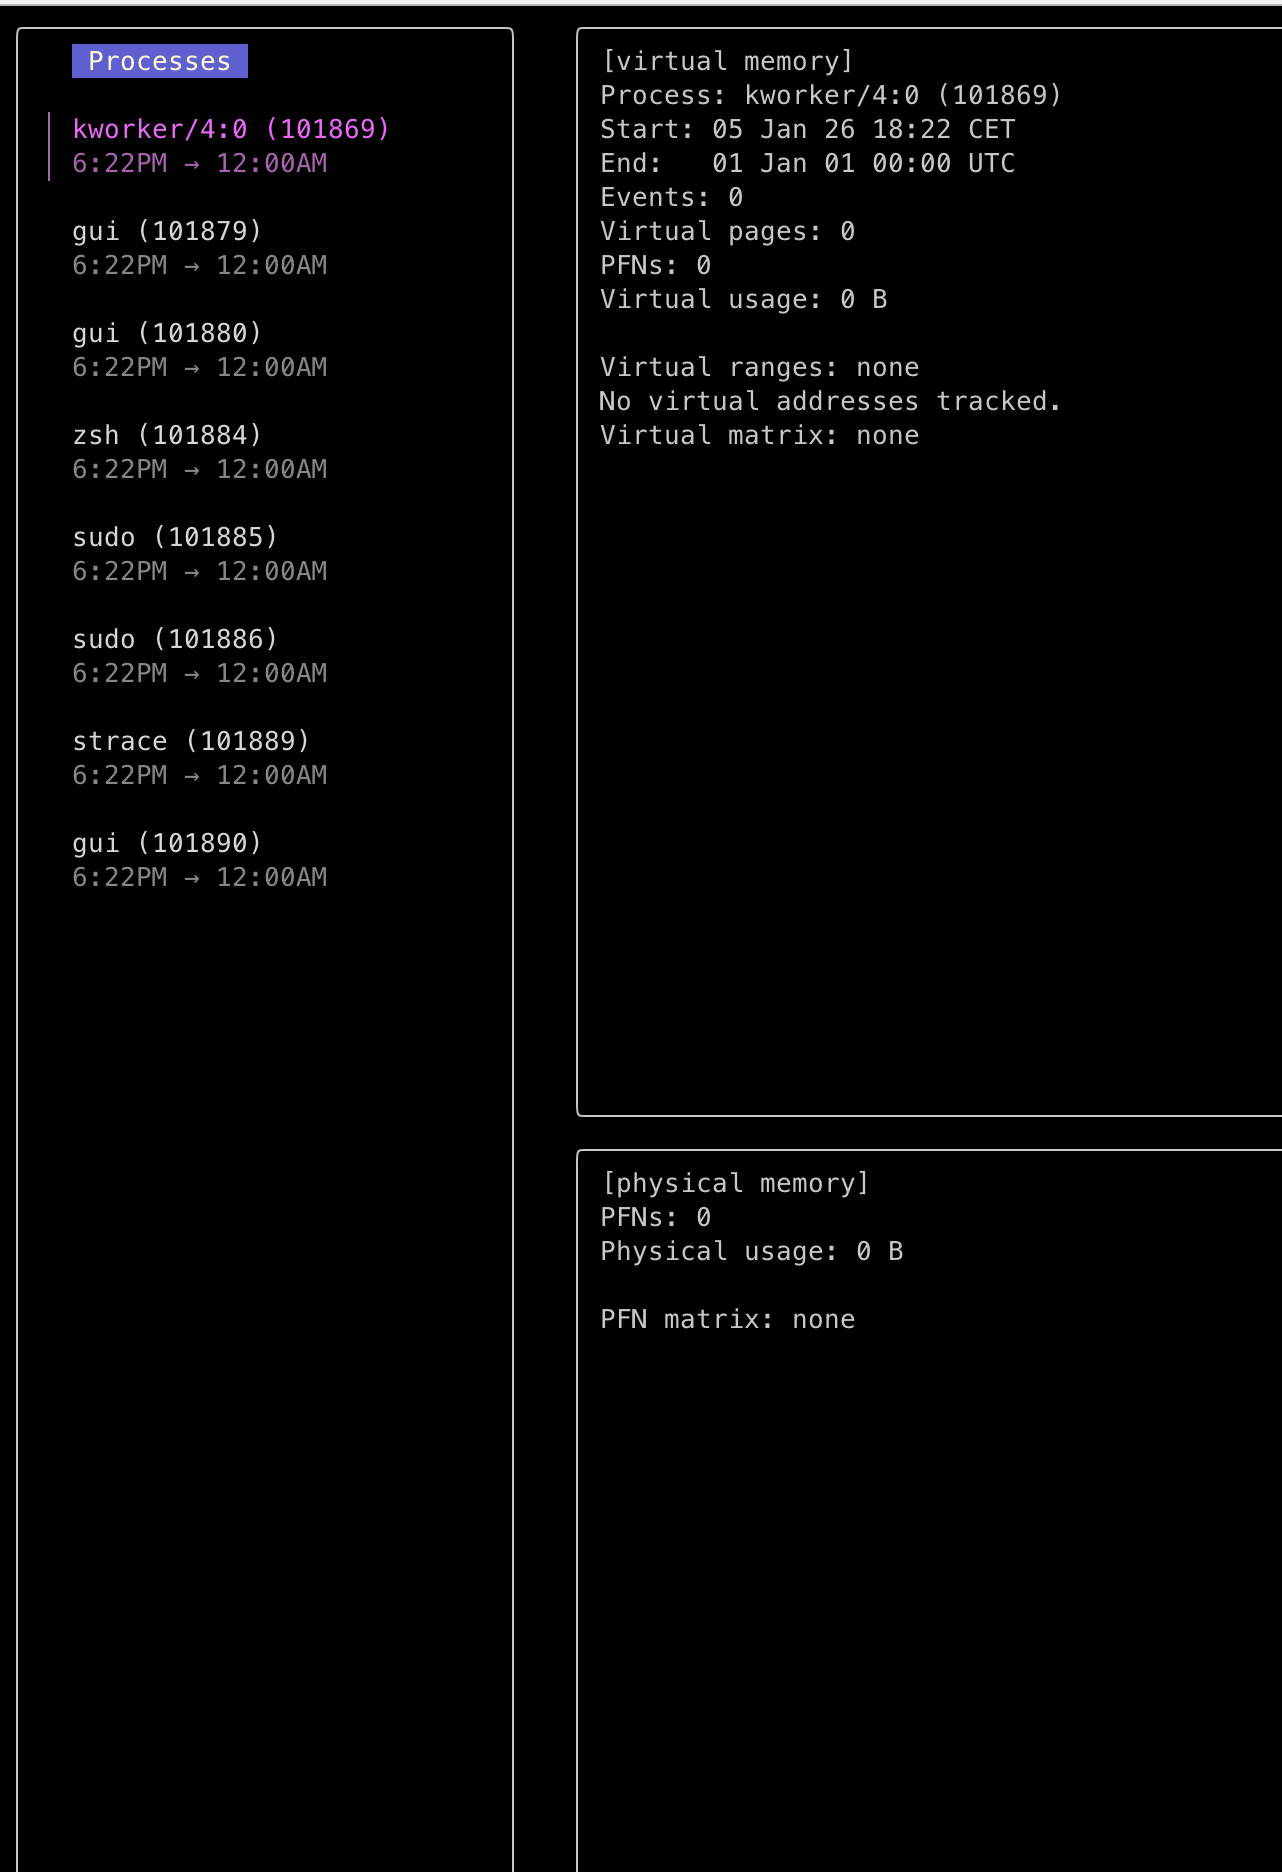 Processes
kworker/4:0 (101869)
6:22PM → 12:00AM
gui (101879)
6:22PM → 12:00AM
gui (101880)
6:22PM → 12:00AM
zsh (101884)
6:22PM → 12:00AM
sudo (101885)
6:22PM → 12:00AM
sudo (101886)
6:22PM → 12:00AM
strace (101889)
6:22PM → 12:00AM
gui (101890)
6:22PM → 12:00AM
[virtual memory]
Process: kworker/4:0 (101869)
Start: 05 Jan 26 18:22 CET
End:   01 Jan 01 00:00 UTC
Events: 0
Virtual pages: 0
PFNs: 0
Virtual usage: 0 B
Virtual ranges: none
No virtual addresses tracked.
Virtual matrix: none
[physical memory]
PFNs: 0
Physical usage: 0 B
PFN matrix: none